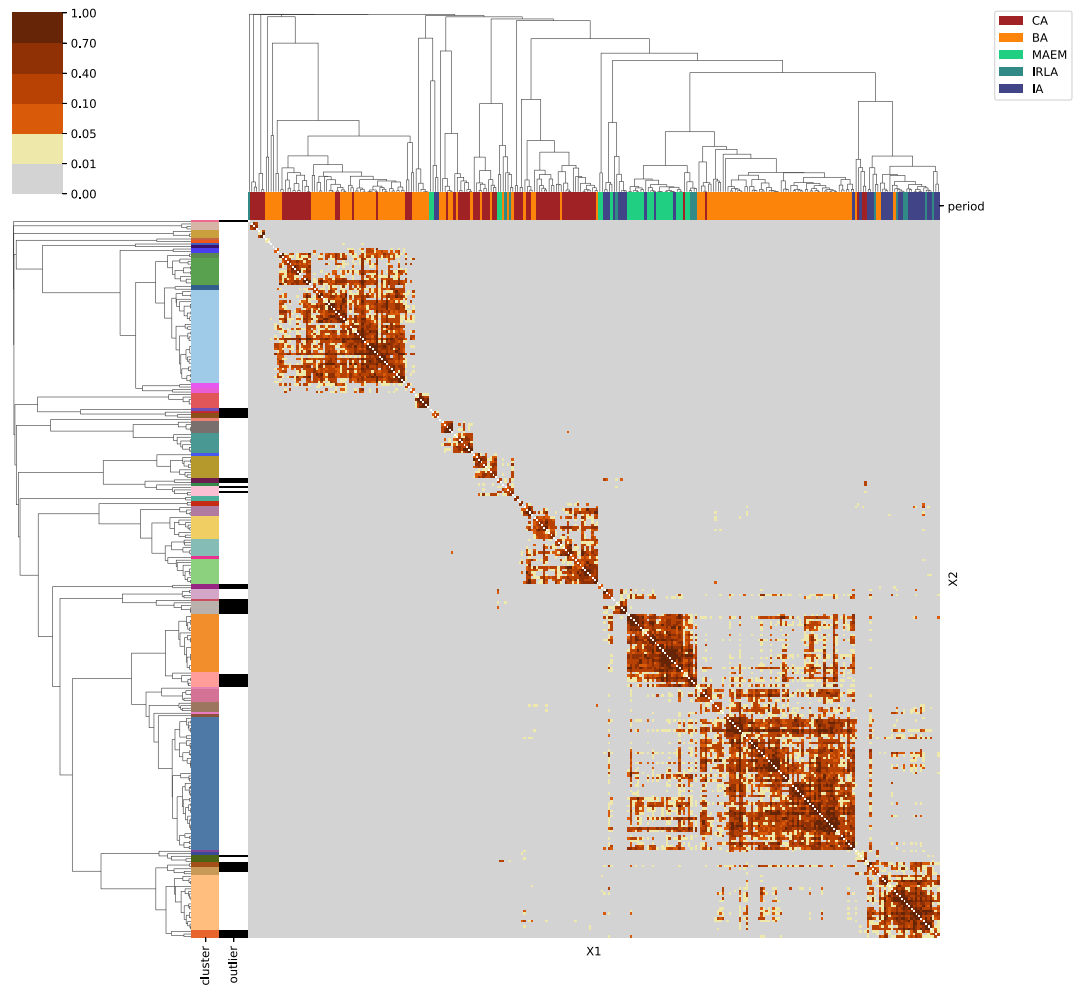 1.00
0.70
0.40
0.10
0.05
0.01
0.00
CA
BA
MAEM
IRLA
IA
period
X2
X1
cluster
outlier